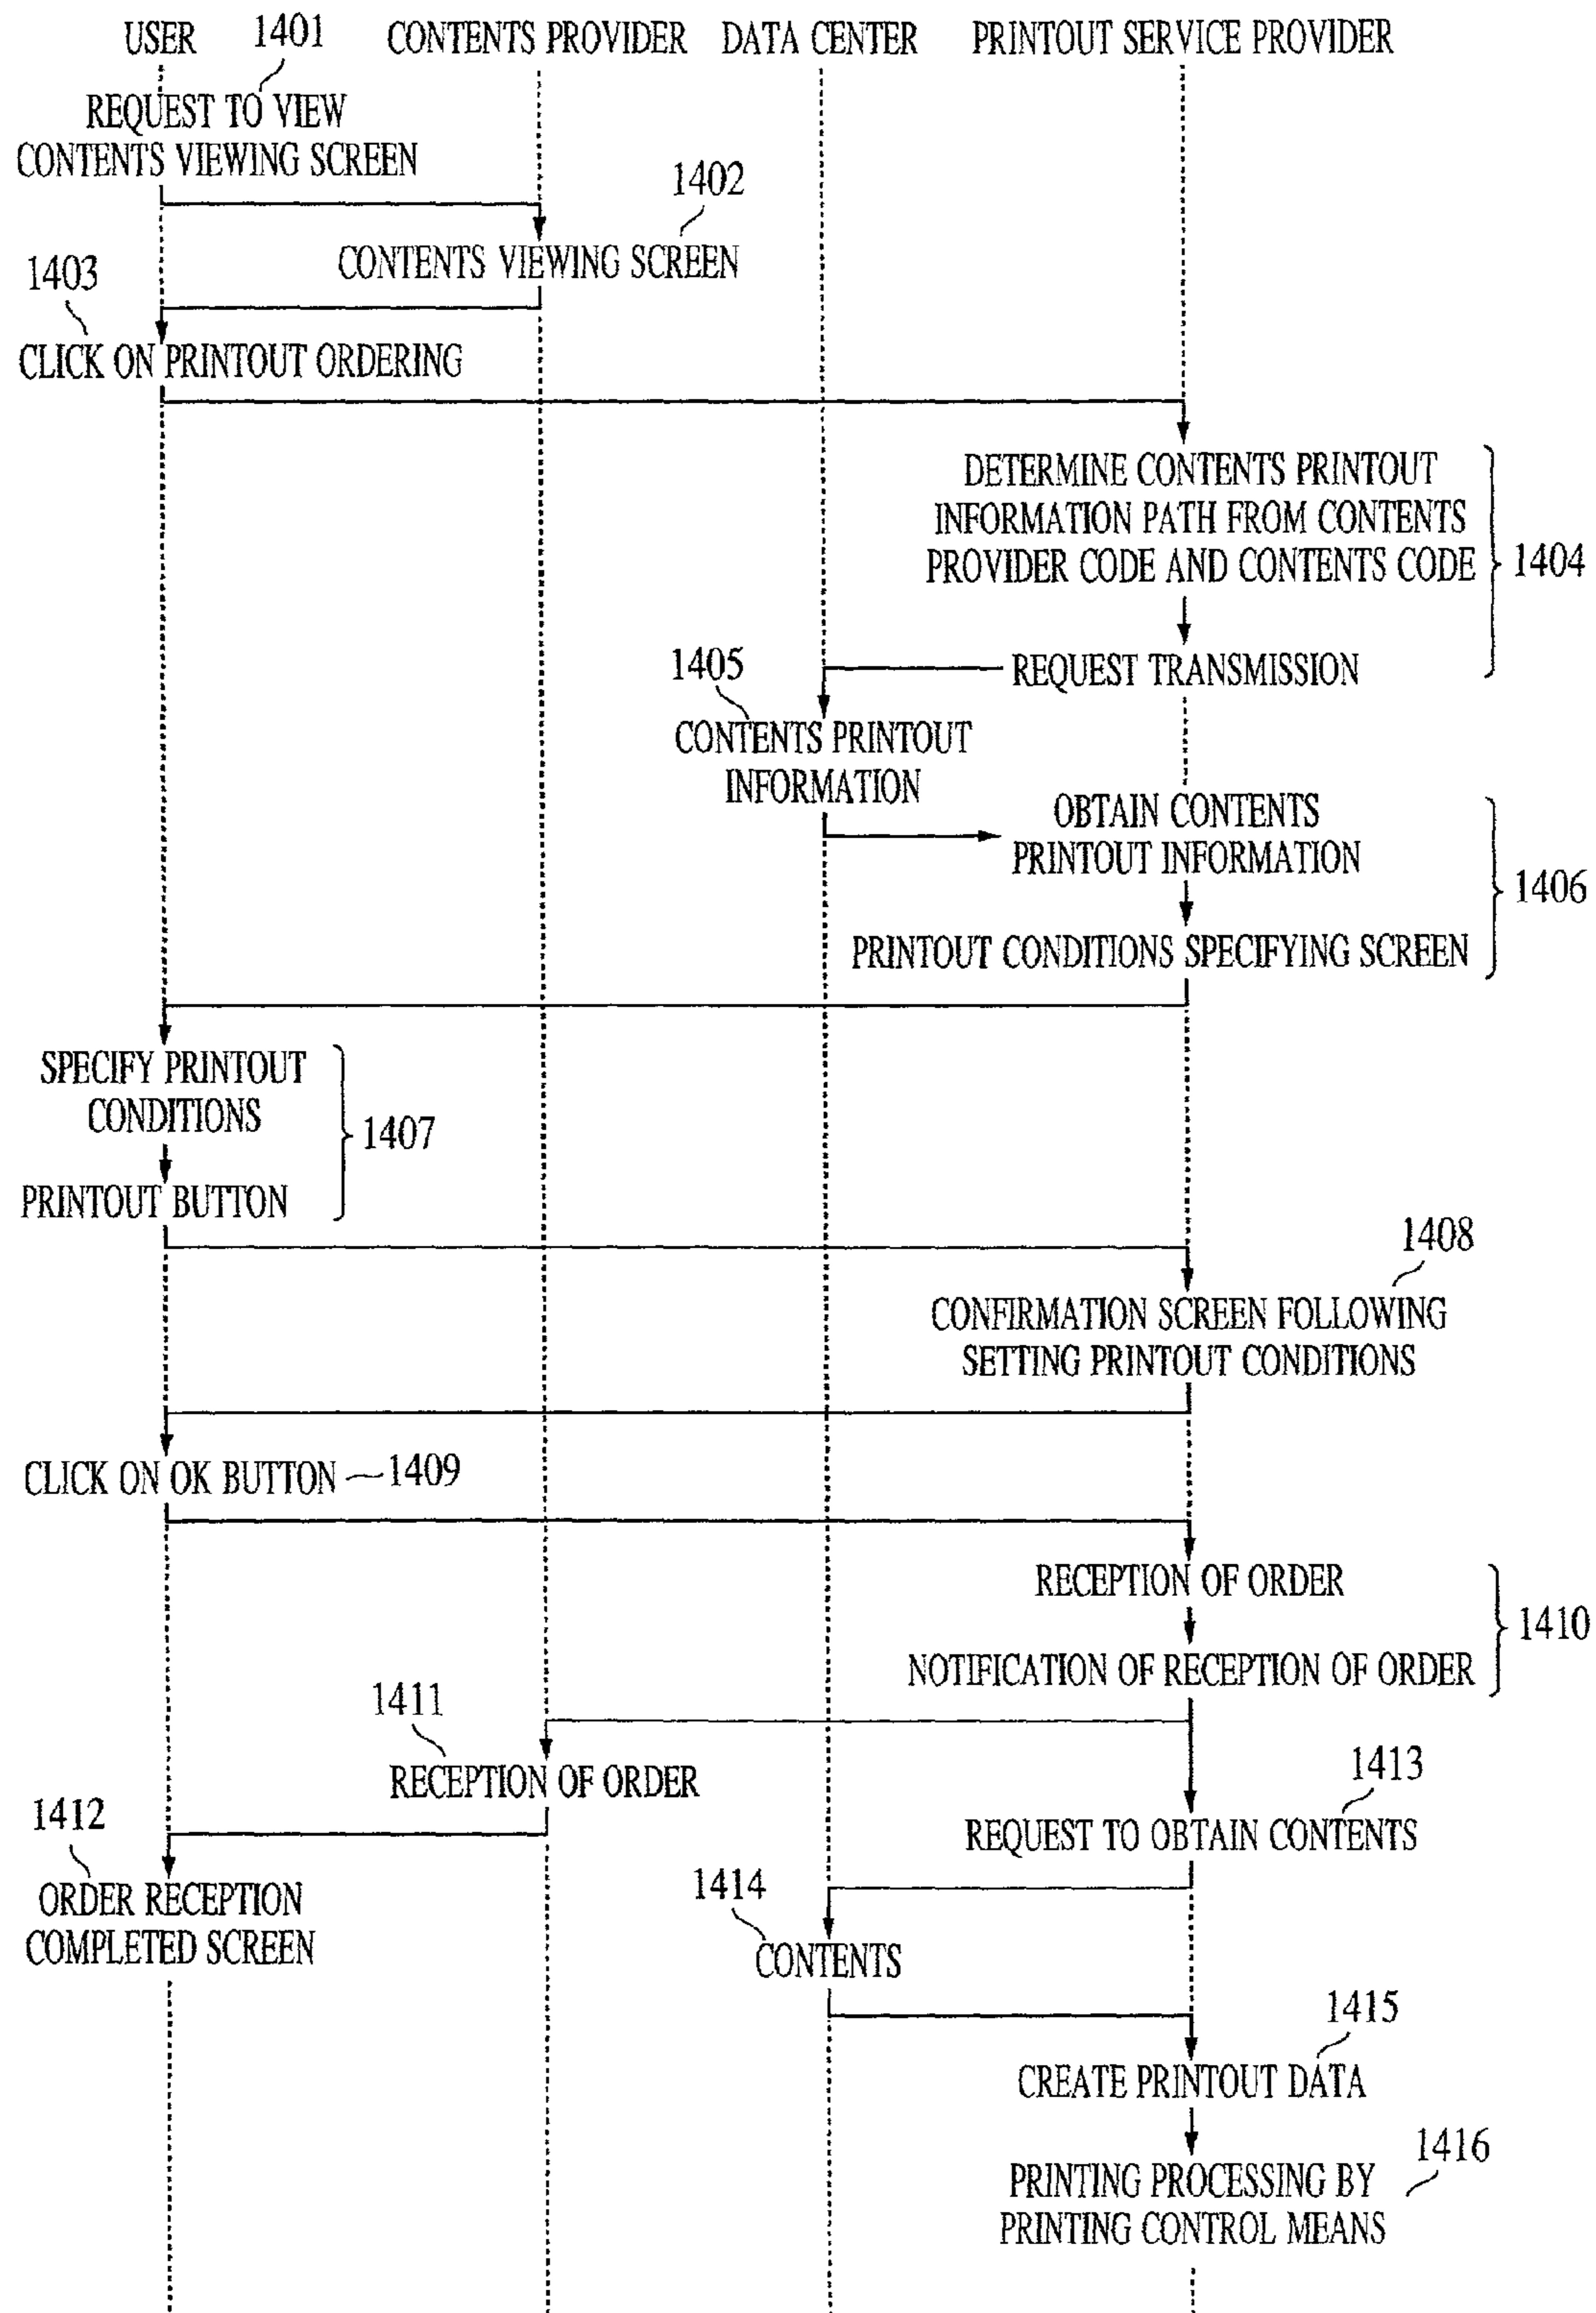 USER
1401
CONTENTS PROVIDER
DATA CENTER
PRINTOUT SERVICE PROVIDER
REQUEST TO VIEW
CONTENTS VIEWING SCREEN
1402
CONTENTS VIEWING SCREEN
1403
CLICK ON PRINTOUT ORDERING
DETERMINE CONTENTS PRINTOUT
INFORMATION PATH FROM CONTENTS
PROVIDER CODE AND CONTENTS CODE
1404
REQUEST TRANSMISSION
1405
CONTENTS PRINTOUT
INFORMATION
OBTAIN CONTENTS
PRINTOUT INFORMATION
1406
PRINTOUT CONDITIONS SPECIFYING SCREEN
SPECIFY PRINTOUT
CONDITIONS
1407
PRINTOUT BUTTON
1408
CONFIRMATION SCREEN FOLLOWING
SETTING PRINTOUT CONDITIONS
CLICK ON OK BUTTON
1409
RECEPTION OF ORDER
1410
NOTIFICATION OF RECEPTION OF ORDER
1411
RECEPTION OF ORDER
1412
ORDER RECEPTION
COMPLETED SCREEN
1413
REQUEST TO OBTAIN CONTENTS
1414
CONTENTS
1415
CREATE PRINTOUT DATA
1416
PRINTING PROCESSING BY
PRINTING CONTROL MEANS